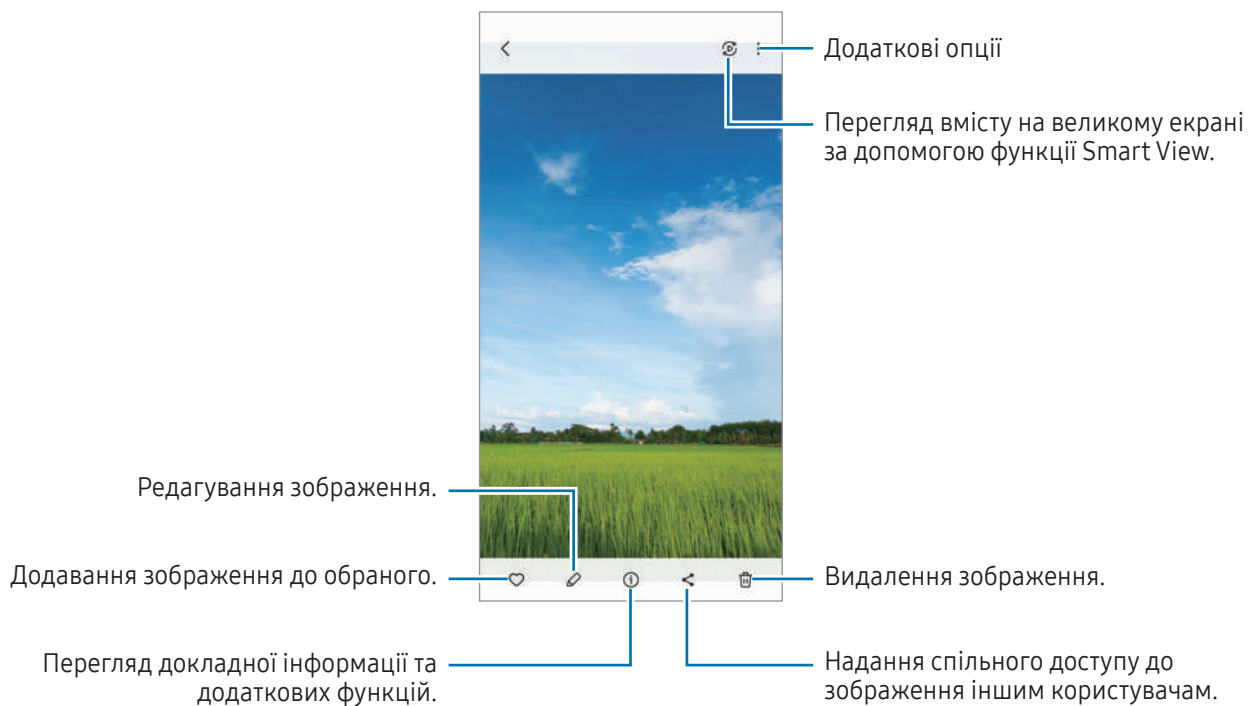 Додаткові опції
Перегляд вмісту на великому екрані
за допомогою функції Smart View.
Редагування зображення.
Додавання зображення до обраного.
Перегляд докладної інформації та
додаткових функцій.
Видалення зображення.
Надання спільного доступу до
зображення іншим користувачам.